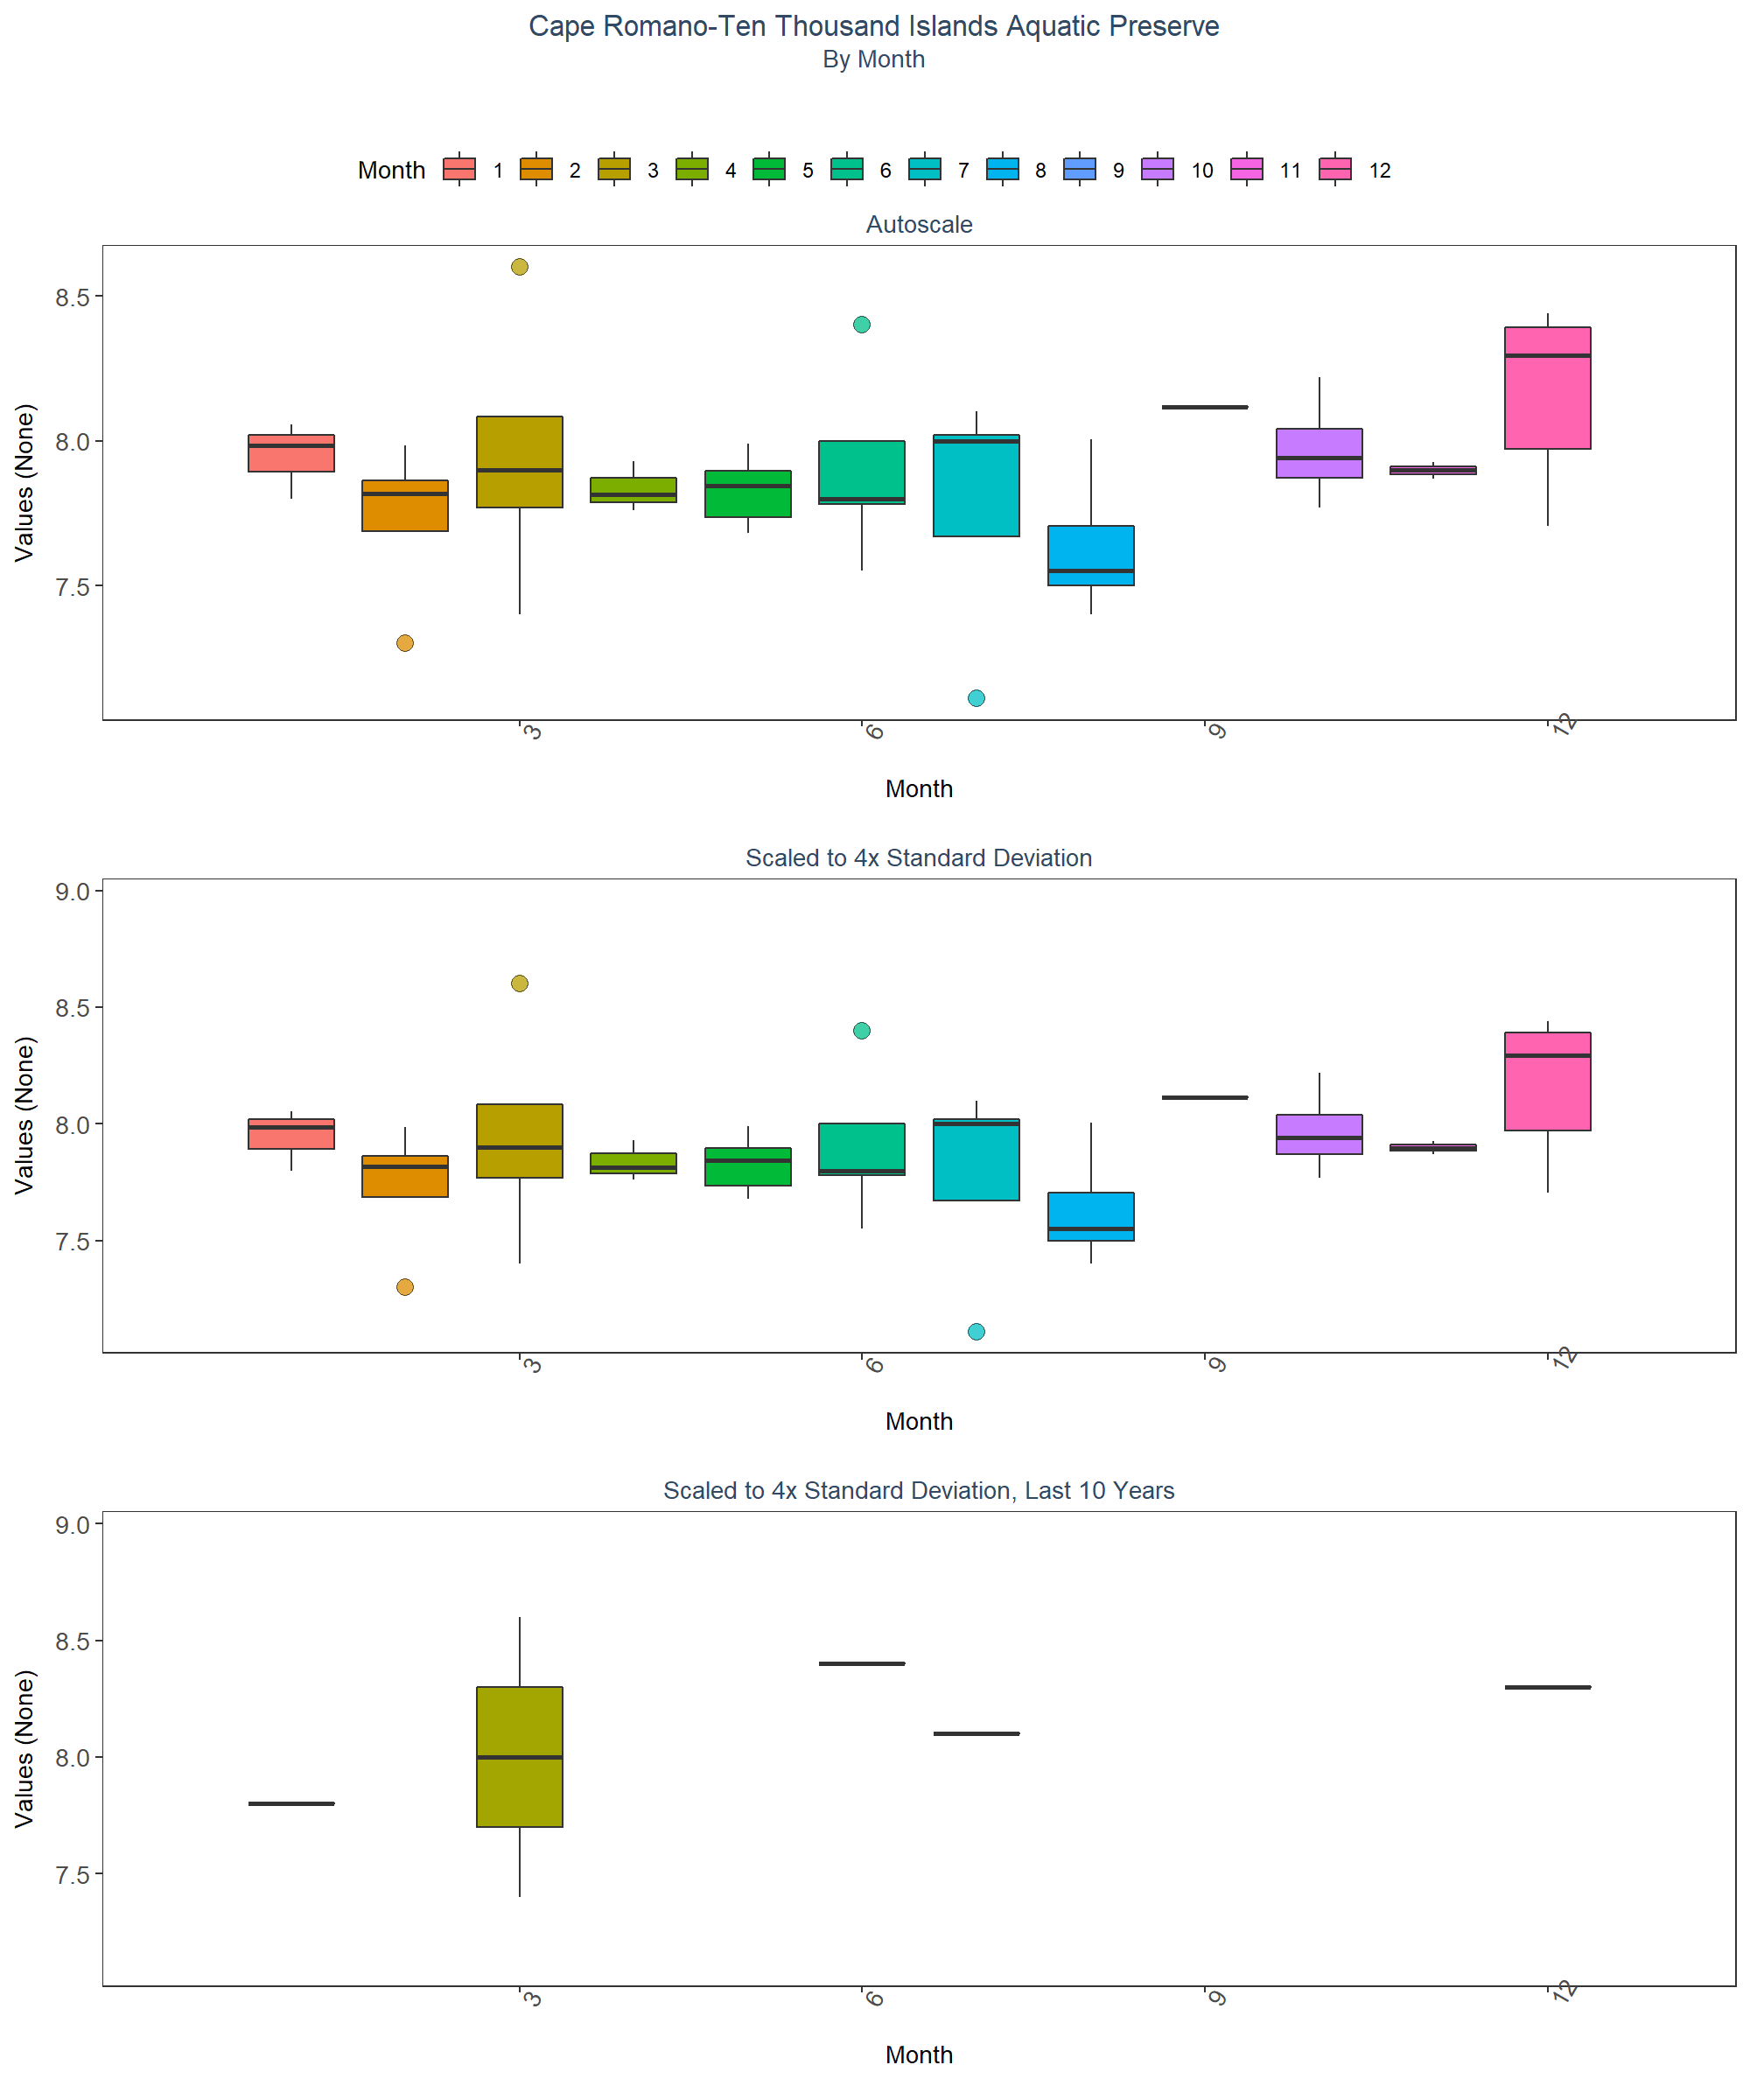 Cape Romano-Ten Thousand Islands Aquatic Preserve
By Month
Month 1 2 3 4 5 6 7 8 9 10 11 12
Autoscale
Values (None)
8.5
8.0
7.5
3 6 9 12
Month
Scaled to 4x Standard Deviation
Values (None)
9.0
8.5
8.0
7.5
3 6 9 12
Month
Scaled to 4x Standard Deviation, Last 10 Years
Values (None)
9.0
8.5
8.0
7.5
3 6 9 12
Month